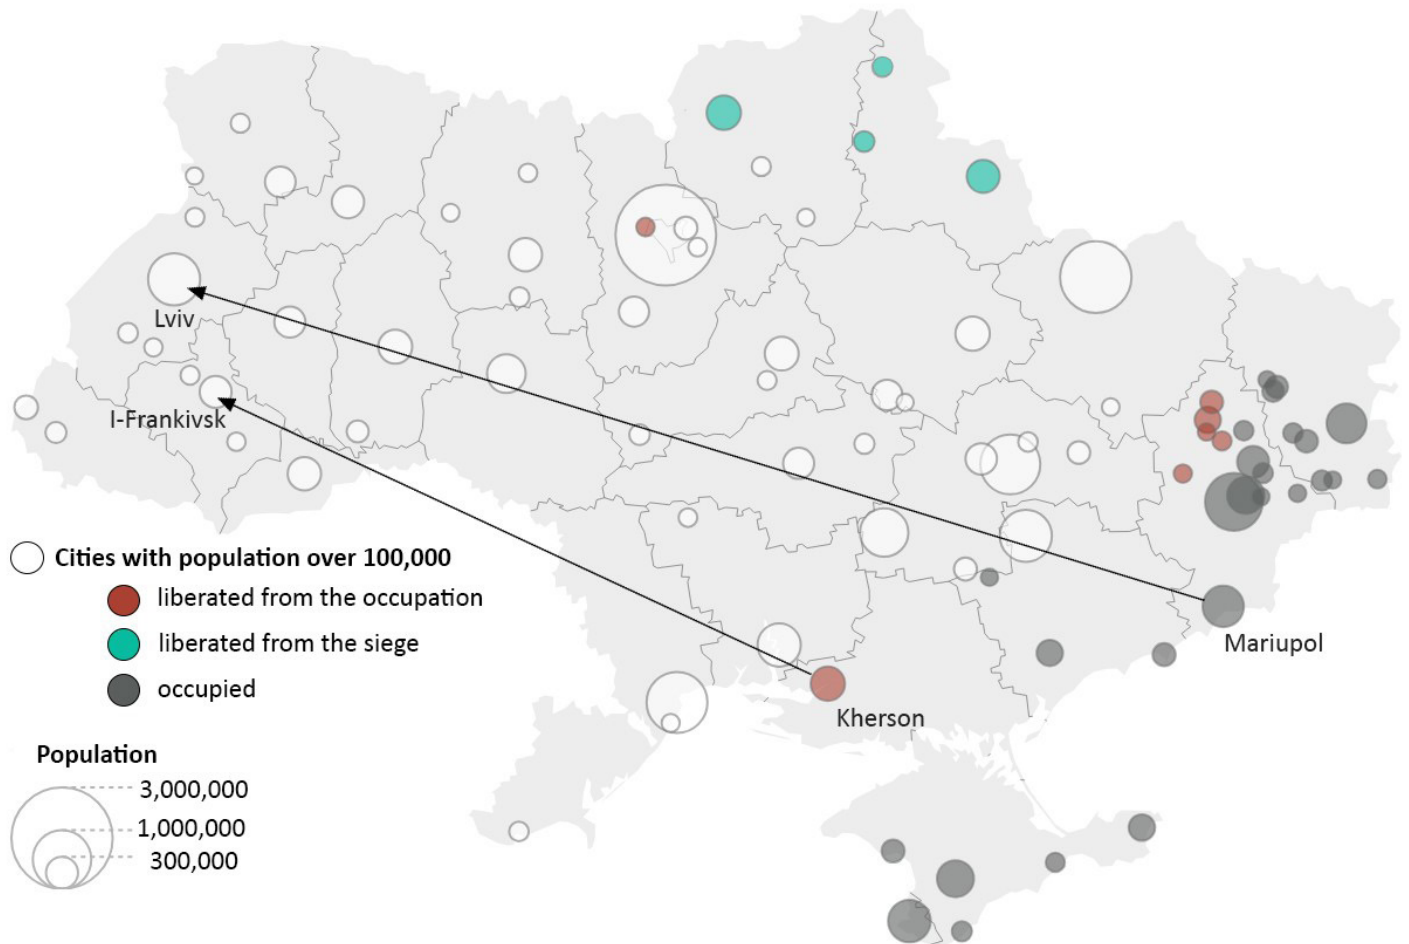 Lviv
I-Frankivsk
Cities with population over 100,000
liberated from the occupation
liberated from the siege
occupied
Mariupol
Kherson
Population
3,000,000
1,000,000
300,000